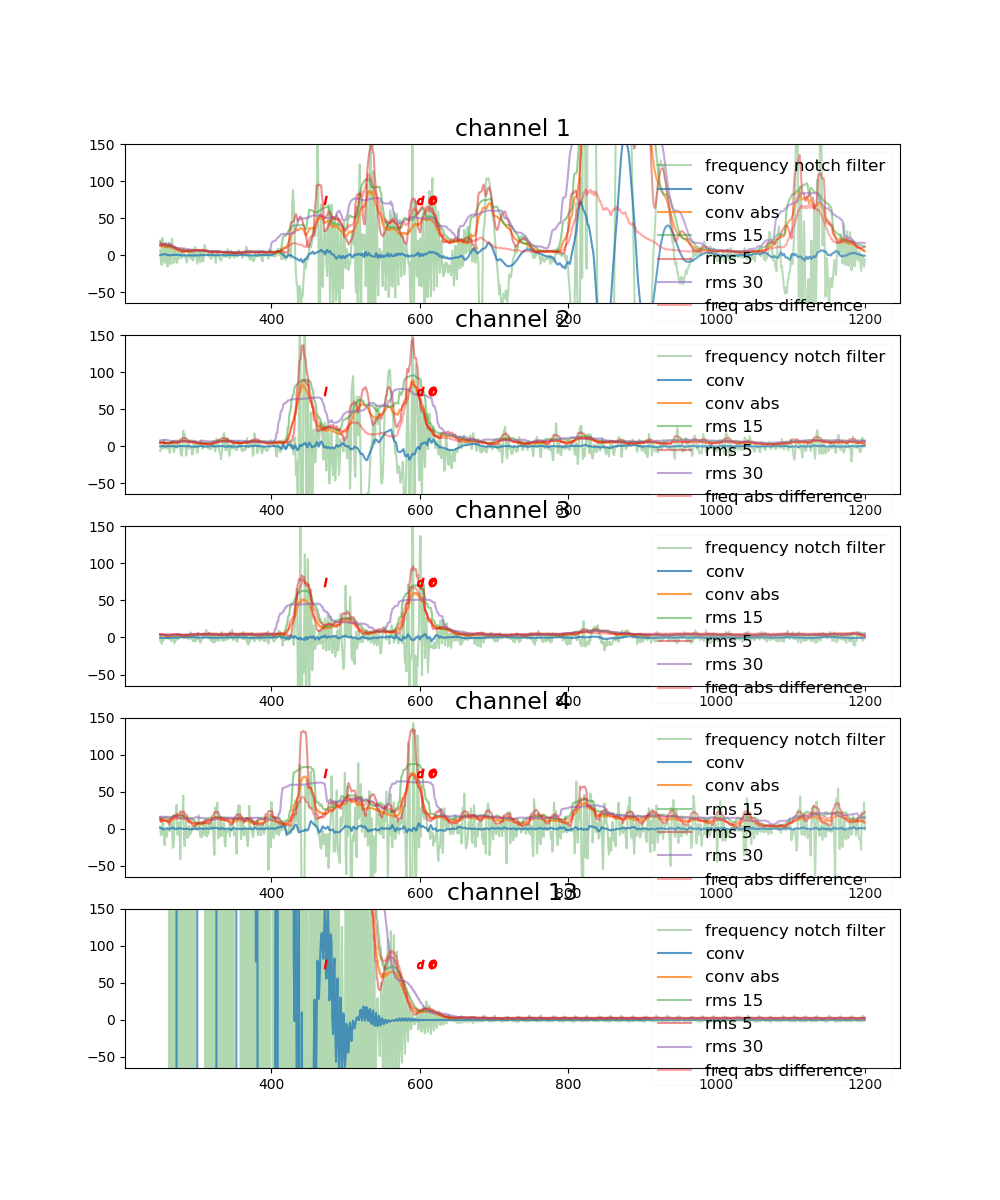 channel 1
150
100
50
0
−50
l
d
frequency notch filter
conv
conv abs
rms 15
rms 5
rms 30
freq abs difference
400 600 800 1000 1200
channel 2
150
100
50
0
−50
l
d
frequency notch filter
conv
conv abs
rms 15
rms 5
rms 30
freq abs difference
400 600 800 1000 1200
channel 3
150
100
50
0
−50
l
d
frequency notch filter
conv
conv abs
rms 15
rms 5
rms 30
freq abs difference
400 600 800 1000 1200
channel 4
150
100
50
0
−50
l
d
frequency notch filter
conv
conv abs
rms 15
rms 5
rms 30
freq abs difference
400 600 800 1000 1200
channel 13
150
100
50
0
−50
l
d
frequency notch filter
conv
conv abs
rms 15
rms 5
rms 30
freq abs difference
400 600 800 1000 1200